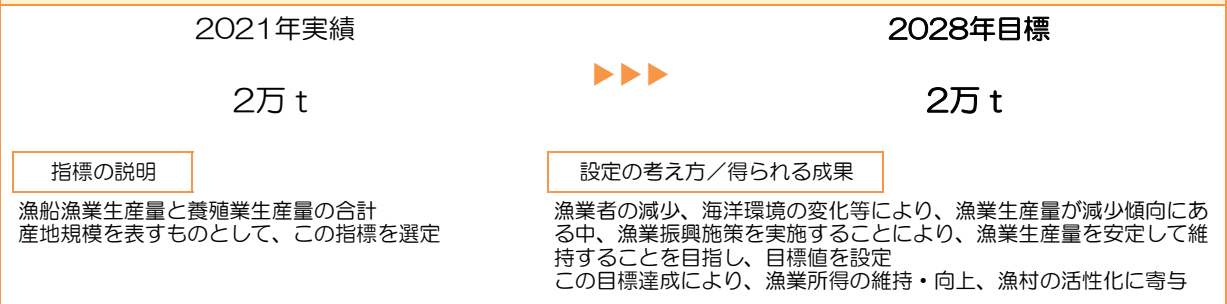 2021年実績
2028年目標
▶▶▶
2万 t
2万 t
指標の説明
設定の考え方／得られる成果
漁船漁業生産量と養殖業生産量の合計
産地規模を表すものとして、この指標を選定
漁業者の減少、海洋環境の変化等により、漁業生産量が減少傾向にあ
る中、漁業振興施策を実施することにより、漁業生産量を安定して維
持することを目指し、目標値を設定
この目標達成により、漁業所得の維持・向上、漁村の活性化に寄与